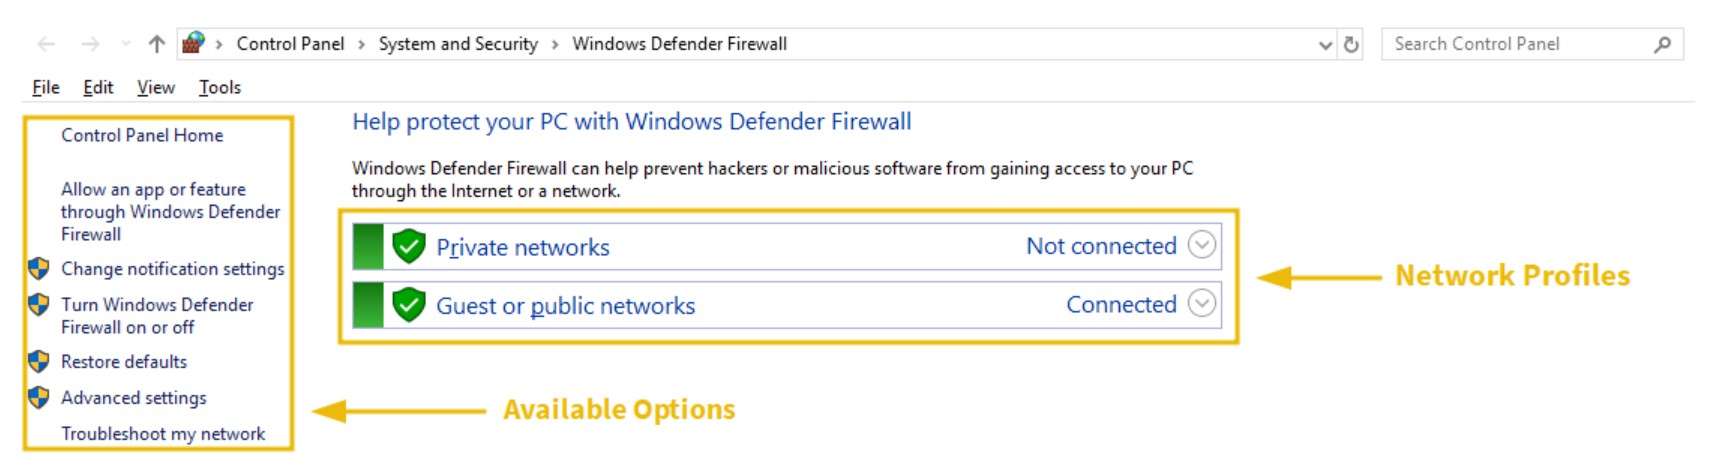 Control Panel > System and Security > Windows Defender Firewall
Search Control Panel
File Edit View Tools
Control Panel Home
Allow an app or feature
through Windows Defender
Firewall
Change notification settings
Turn Windows Defender
Firewall on or off
Restore defaults
Advanced settings
Troubleshoot my network
Help protect your PC with Windows Defender Firewall
Windows Defender Firewall can help prevent hackers or malicious software from gaining access to your PC
through the Internet or a network.
Private networks Not connected
Guest or public networks Connected
Network Profiles
Available Options